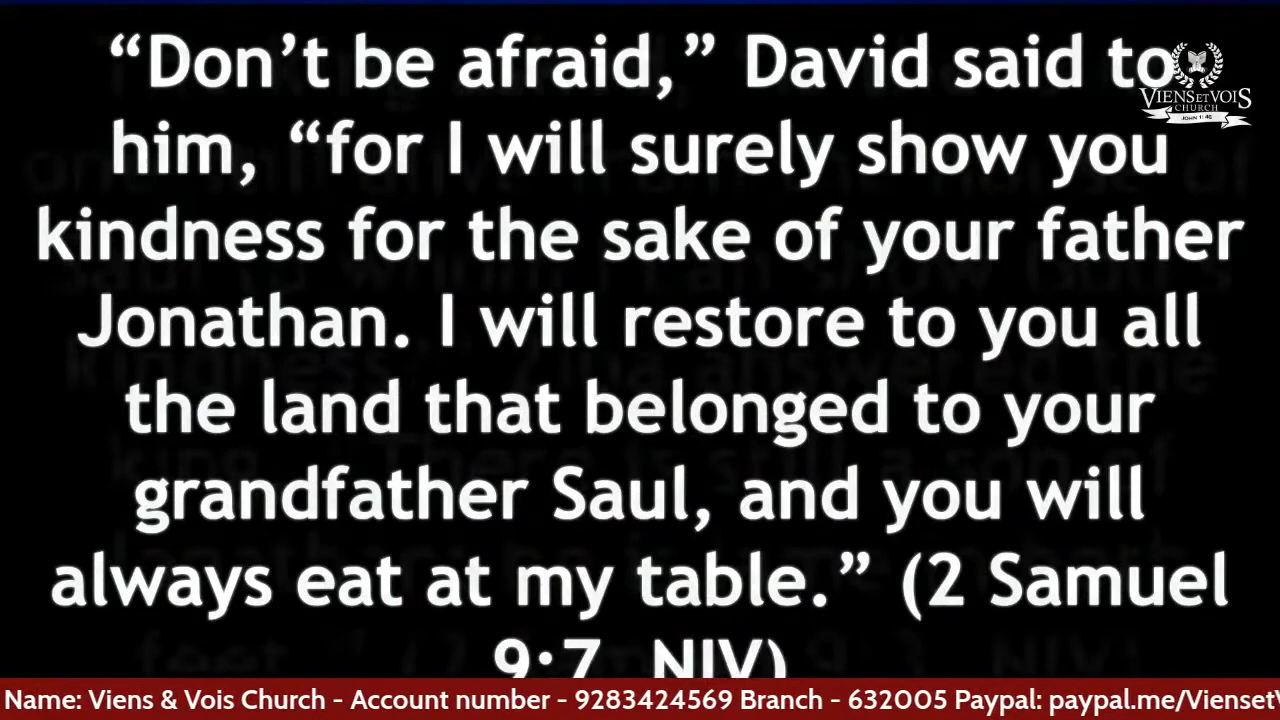 “Don’t be afraid,” David said to
him, “for I will surely show you
kindness for the sake of your father
Jonathan. I will restore to you all
the land that belonged to your
grandfather Saul, and you will
always eat at my table.” (2 Samuel
9:7, NIV)
VIENS ET VOIS
CHURCH
JOHN 1:46
Name: Viens & Vois Church - Account number - 9283424569 Branch - 632005 Paypal: paypal.me/Vienset